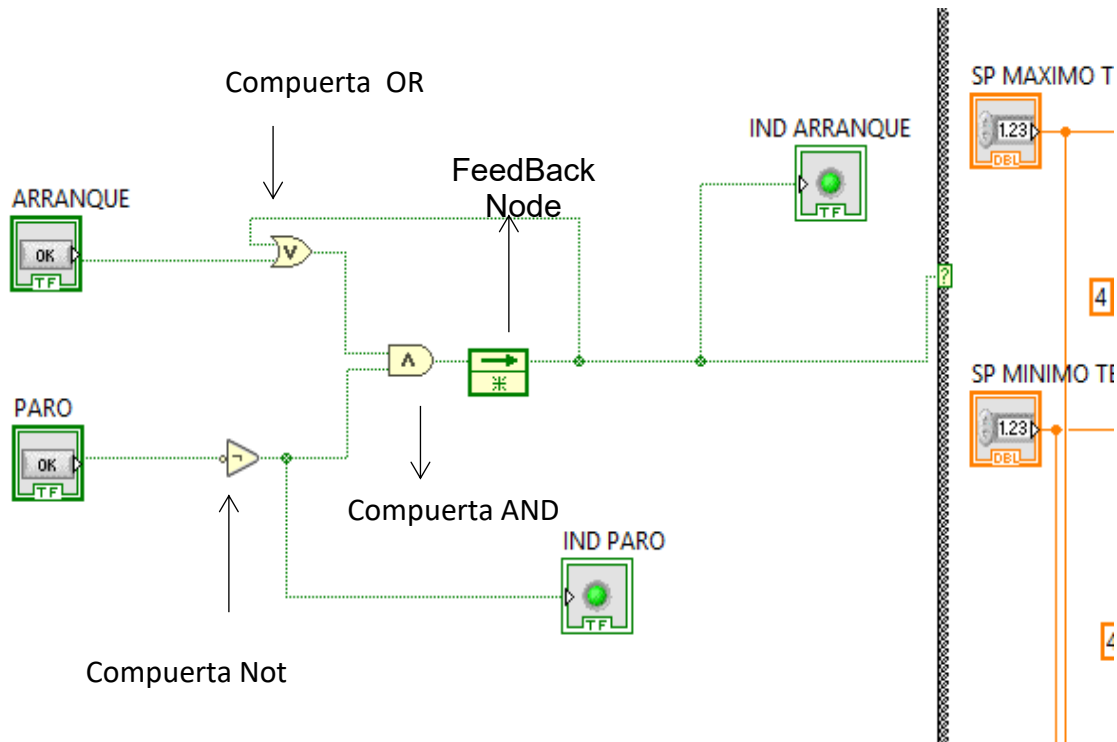 Compuerta OR
SP MAXIMO T
1.23
DBL
IND ARRANQUE
TF
FeedBack
Node
ARRANQUE
OK
TF
V
?
4
Λ
SP MINIMO TE
1.23
DBL
PARO
OK
TF
¬
Compuerta AND
IND PARO
TF
4
Compuerta Not